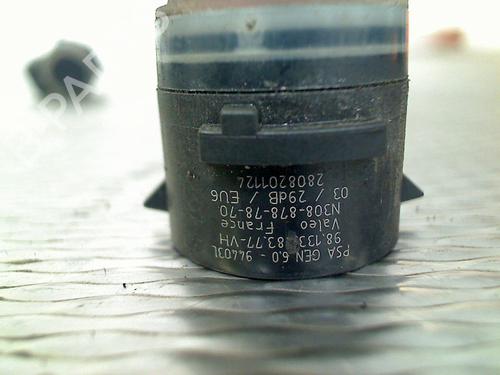 PSA GEN 6.0 - 94403L
98.133 83.77-VH
Valeo France
N308-878-78-70
03 / 29dB / EU6
2808201124